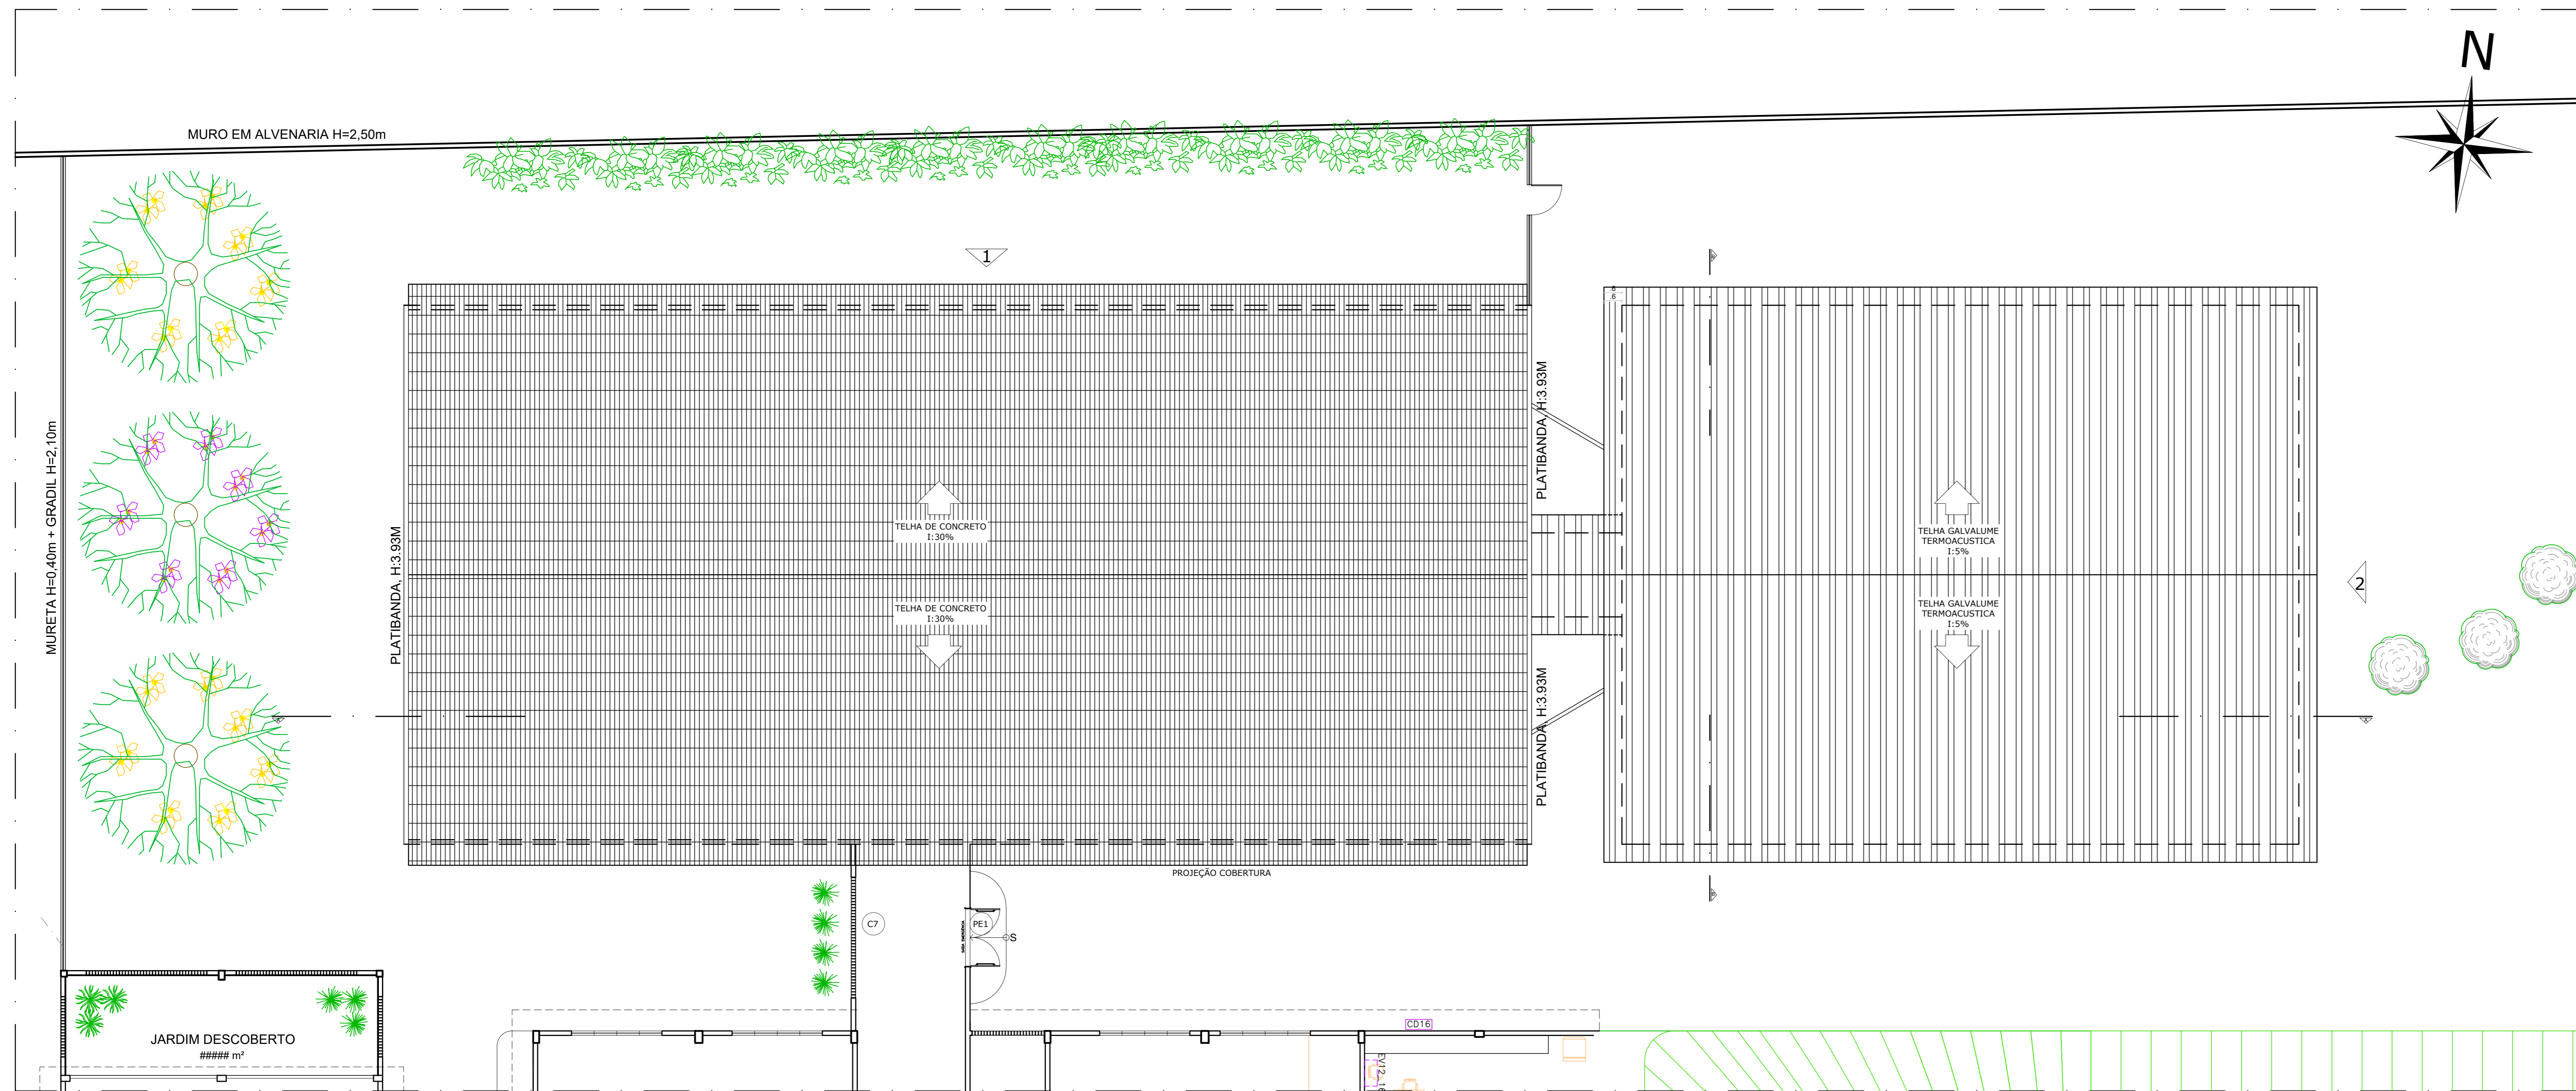 N
MURO EM ALVENARIA H=2,50m
1
.6
.6
PLATIBANDA, H:3.93M
MURETA H=0,40m + GRADIL H=2,10m
PLATIBANDA, H:3.93M
TELHA DE CONCRETO
I:30%
TELHA GALVALUME
TERMOACUSTICA
I:5%
2
TELHA DE CONCRETO
I:30%
TELHA GALVALUME
TERMOACUSTICA
I:5%
PLATIBANDA, H:3.93M
PROJEÇÃO COBERTURA
C7
PE1
S
CD16
JARDIM DESCOBERTO
##### m²